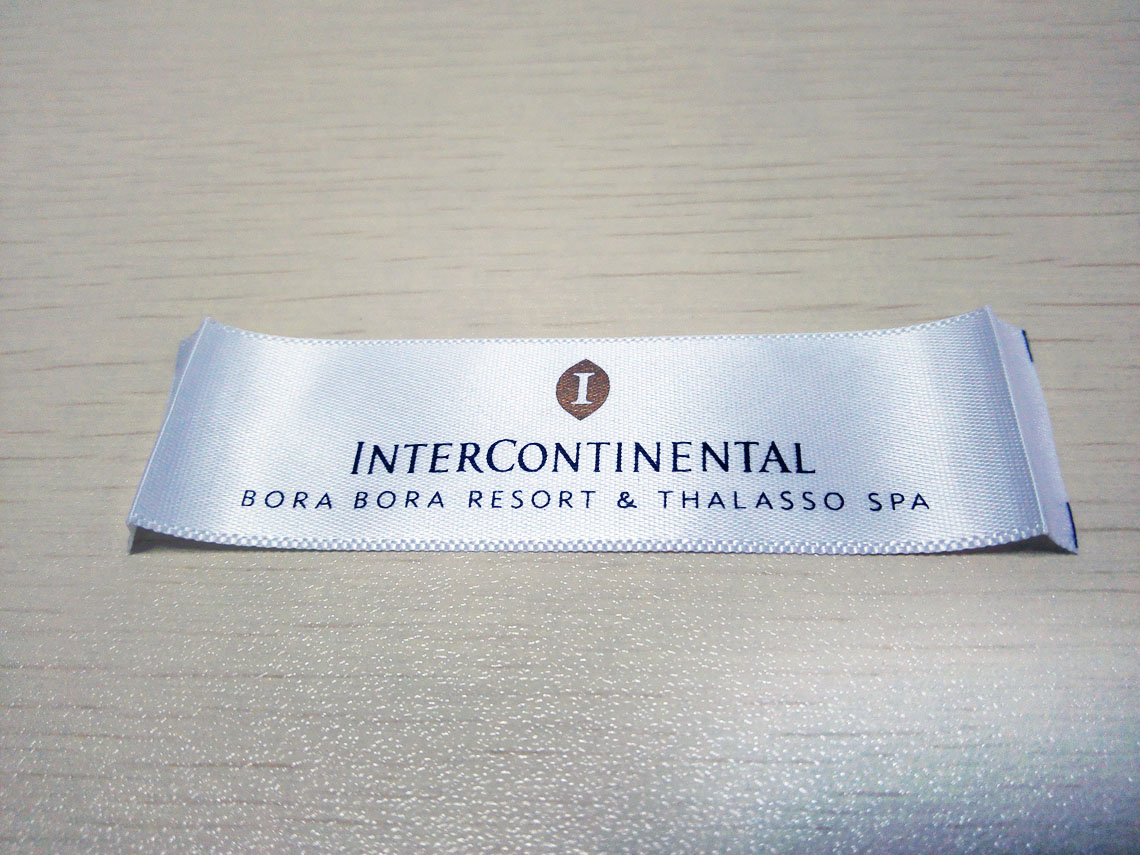 I
INTERCONTINENTAL
BORA BORA RESORT & THALASSO SPA